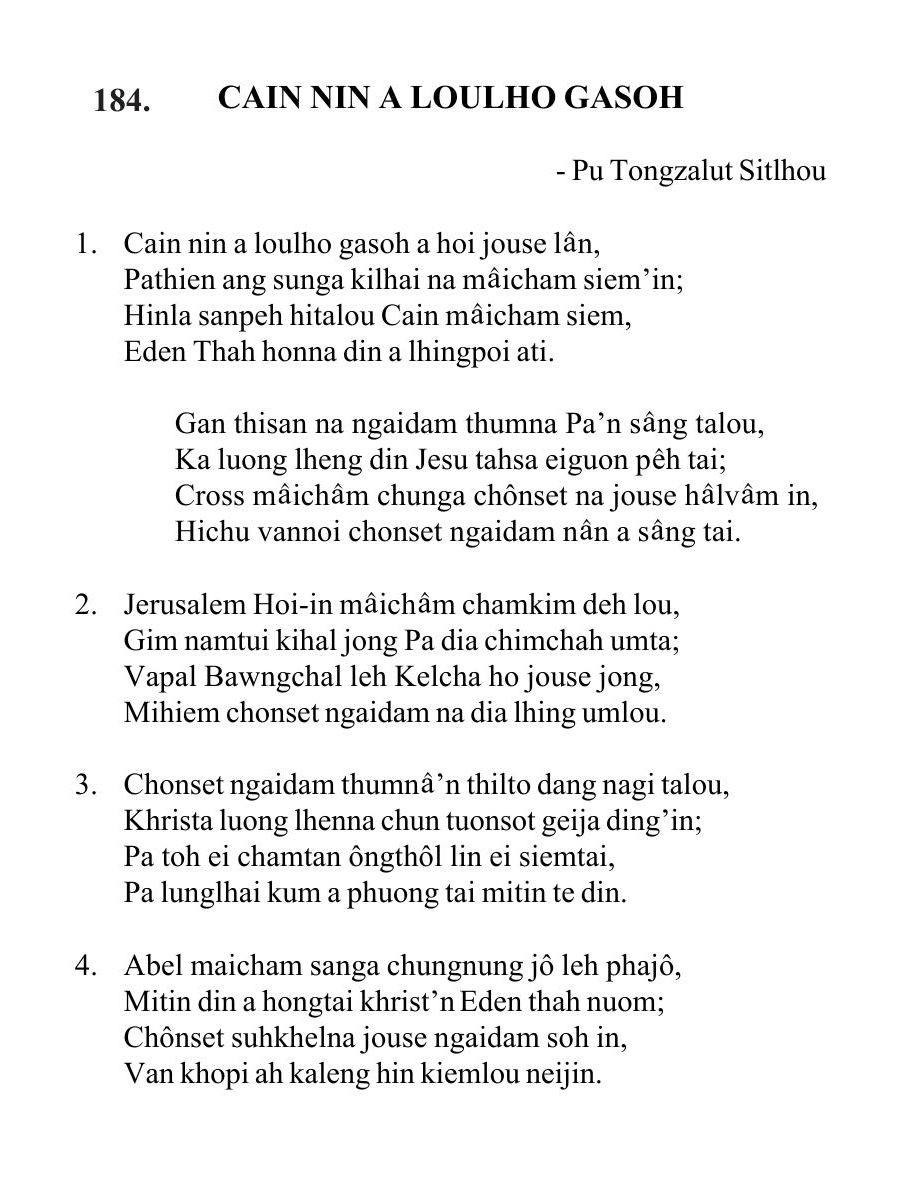 184. CAIN NIN A LOULHO GASOH
- Pu Tongzalut Sitlhou
1. Cain nin a loulho gasoh a hoi jouse lân,
Pathien ang sunga kilhai na mâicham siem’in;
Hinla sanpeh hitalou Cain mâicham siem,
Eden Thah honna din a lhingpoi ati.
Gan thisan na ngaidam thumna Pa’n sâng talou,
Ka luong lheng din Jesu tahsa eiguon pêh tai;
Cross mâichâm chunga chônset na jouse hâlvâm in,
Hichu vannoi chonset ngaidam nân a sâng tai.
2. Jerusalem Hoi-in mâichâm chamkim deh lou,
Gim namtui kihal jong Pa dia chimchah umta;
Vapal Bawngchal leh Kelcha ho jouse jong,
Mihiem chonset ngaidam na dia lhing umlou.
3. Chonset ngaidam thumnâ’n thilto dang nagi talou,
Khrista luong lhenna chun tuonsot geija ding’in;
Pa toh ei chamtan ôngthôl lin ei siemtai,
Pa lunglhai kum a phuong tai mitin te din.
4. Abel maicham sanga chungnung jô leh phajô,
Mitin din a hongtai khrist’n Eden thah nuom;
Chônset suhkhelna jouse ngaidam soh in,
Van khopi ah kaleng hin kiemlou neijin.